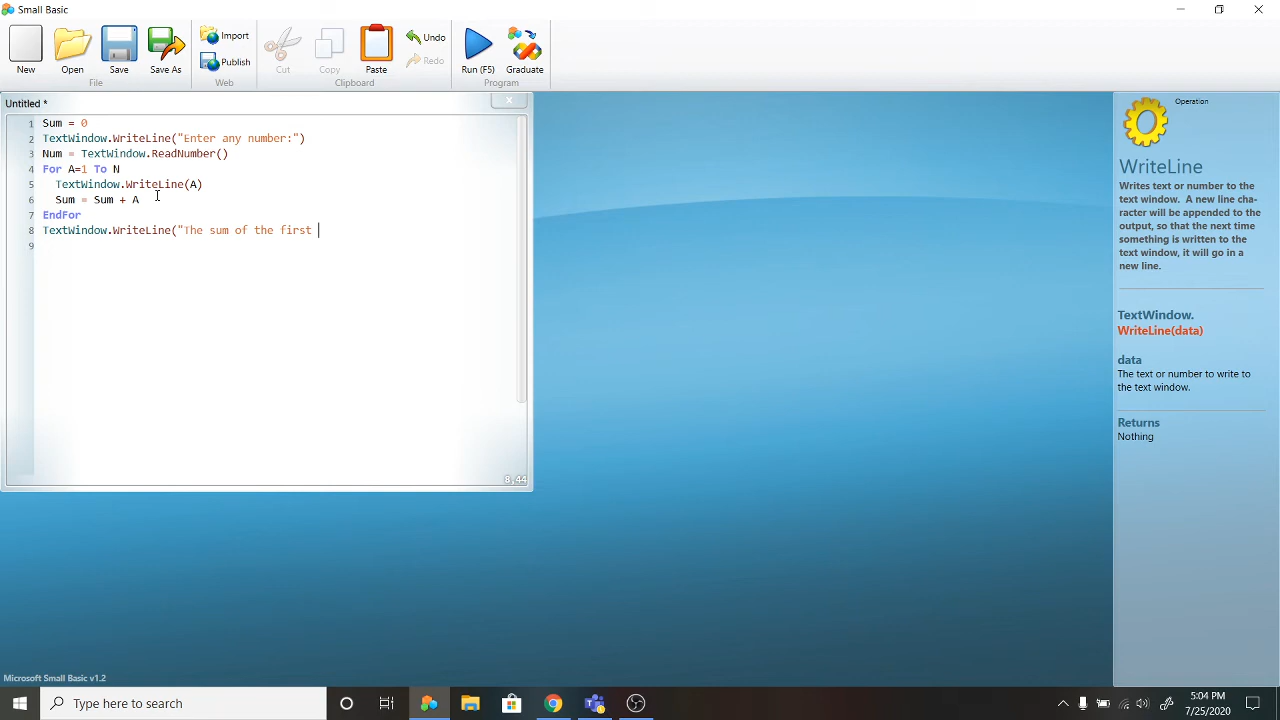 Small Basic
New
Open
Save
Save As
Import
Publish
Cut
Copy
Paste
Undo
Redo
Run (F5)
Graduate
File
Web
Clipboard
Program
Untitled *
1 Sum = 0
2 TextWindow.WriteLine("Enter any number:")
3 Num = TextWindow.ReadNumber()
4 For A=1 To N
5 TextWindow.WriteLine(A)
6 Sum = Sum + A
7 EndFor
8 TextWindow.WriteLine("The sum of the first
9
8,44
Operation
WriteLine
Writes text or number to the
text window. A new line cha-
racter will be appended to the
output, so that the next time
something is written to the
text window, it will go in a
new line.
TextWindow.
WriteLine(data)
data
The text or number to write to
the text window.
Returns
Nothing
Microsoft Small Basic v1.2
Type here to search
5:04 PM
7/25/2020